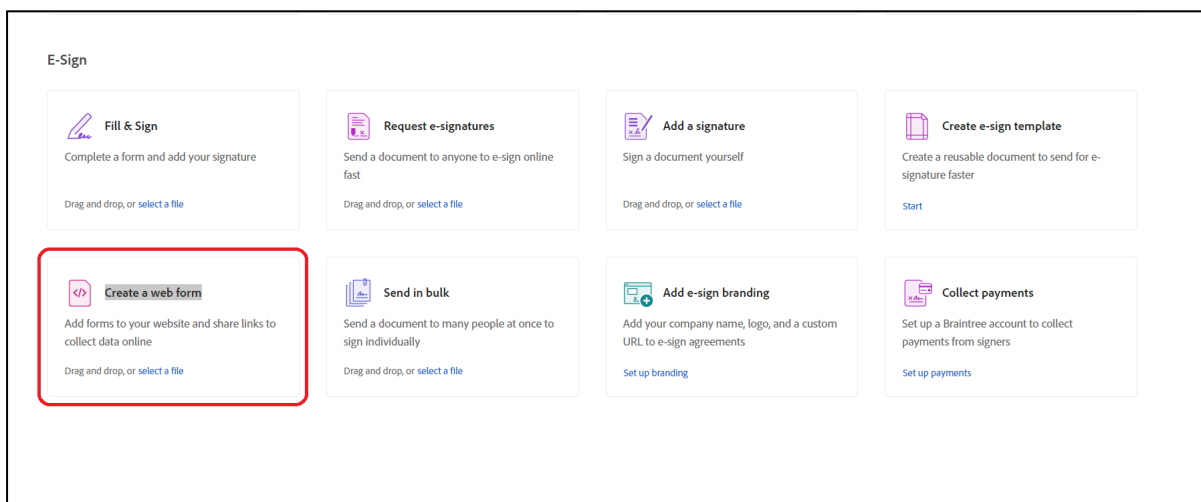 E-Sign
Fill & Sign
Complete a form and add your signature
Drag and drop, or select a file
Request e-signatures
Send a document to anyone to e-sign online
fast
Drag and drop, or select a file
Add a signature
Sign a document yourself
Drag and drop, or select a file
Create e-sign template
Create a reusable document to send for e-
signature faster
Start
Create a web form
Add forms to your website and share links to
collect data online
Drag and drop, or select a file
Send in bulk
Send a document to many people at once to
sign individually
Drag and drop, or select a file
Add e-sign branding
Add your company name, logo, and a custom
URL to e-sign agreements
Set up branding
Collect payments
Set up a Braintree account to collect
payments from signers
Set up payments